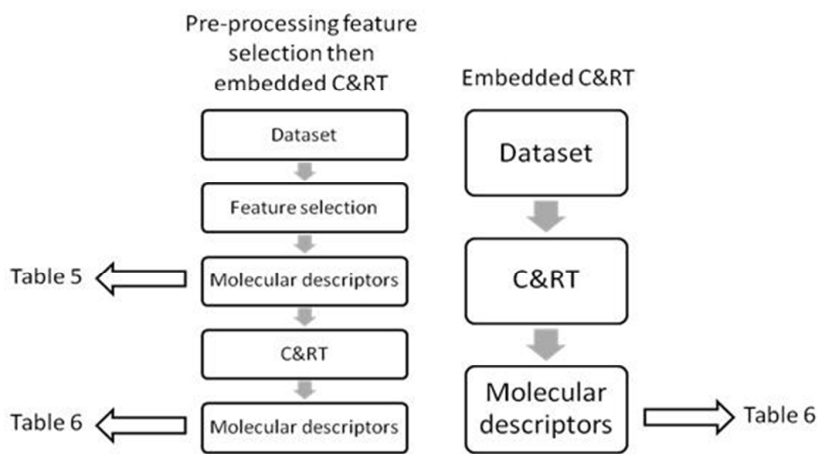 Pre-processing feature
selection then
embedded C&RT
Dataset
Feature selection
Table 5
Molecular descriptors
C&RT
Table 6
Molecular descriptors
Embedded C&RT
Dataset
C&RT
Molecular
descriptors
Table 6